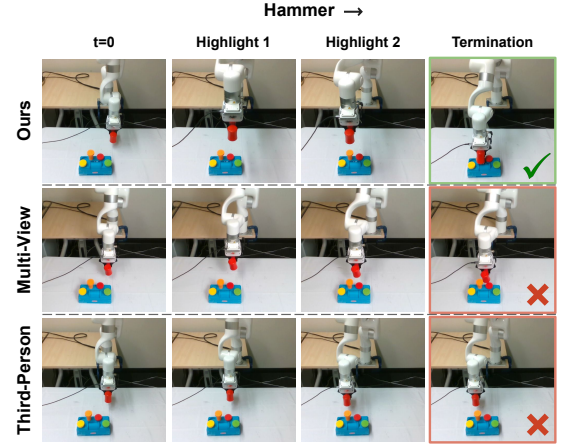 Hammer →
t=0 Highlight 1 Highlight 2 Termination
Ours
Multi-View
Third-Person